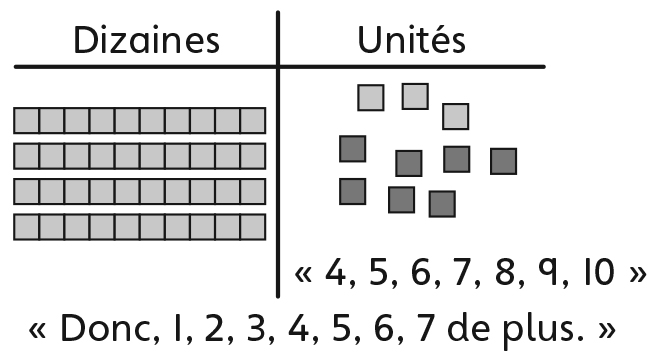 Dizaines Unités
« 4, 5, 6, 7, 8, 9, 10 »
« Donc, 1, 2, 3, 4, 5, 6, 7 de plus. »